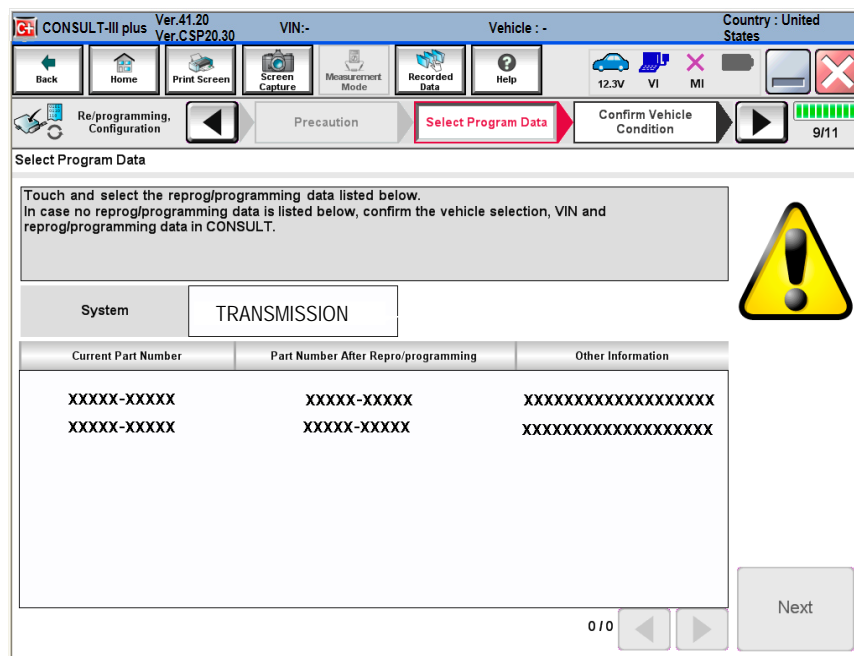 CONSULT-III plus
Ver.41.20
Ver.CSP20.30
VIN:-
Vehicle : -
Country : United
States
Back
Home
Print Screen
Screen
Capture
Measurement
Mode
Recorded
Data
Help
12.3V
VI
MI
Re/programming,
Configuration
Precaution
Select Program Data
Confirm Vehicle
Condition
9/11
Select Program Data
Touch and select the reprog/programming data listed below.
In case no reprog/programming data is listed below, confirm the vehicle selection, VIN and
reprog/programming data in CONSULT.
System
TRANSMISSION
Current Part Number
Part Number After Repro/programming
Other Information
XXXXX-XXXXX XXXXX-XXXXX XXXXXXXXXXXXXXXXXXX
XXXXX-XXXXX XXXXX-XXXXX XXXXXXXXXXXXXXXXXXX
Next
0/0